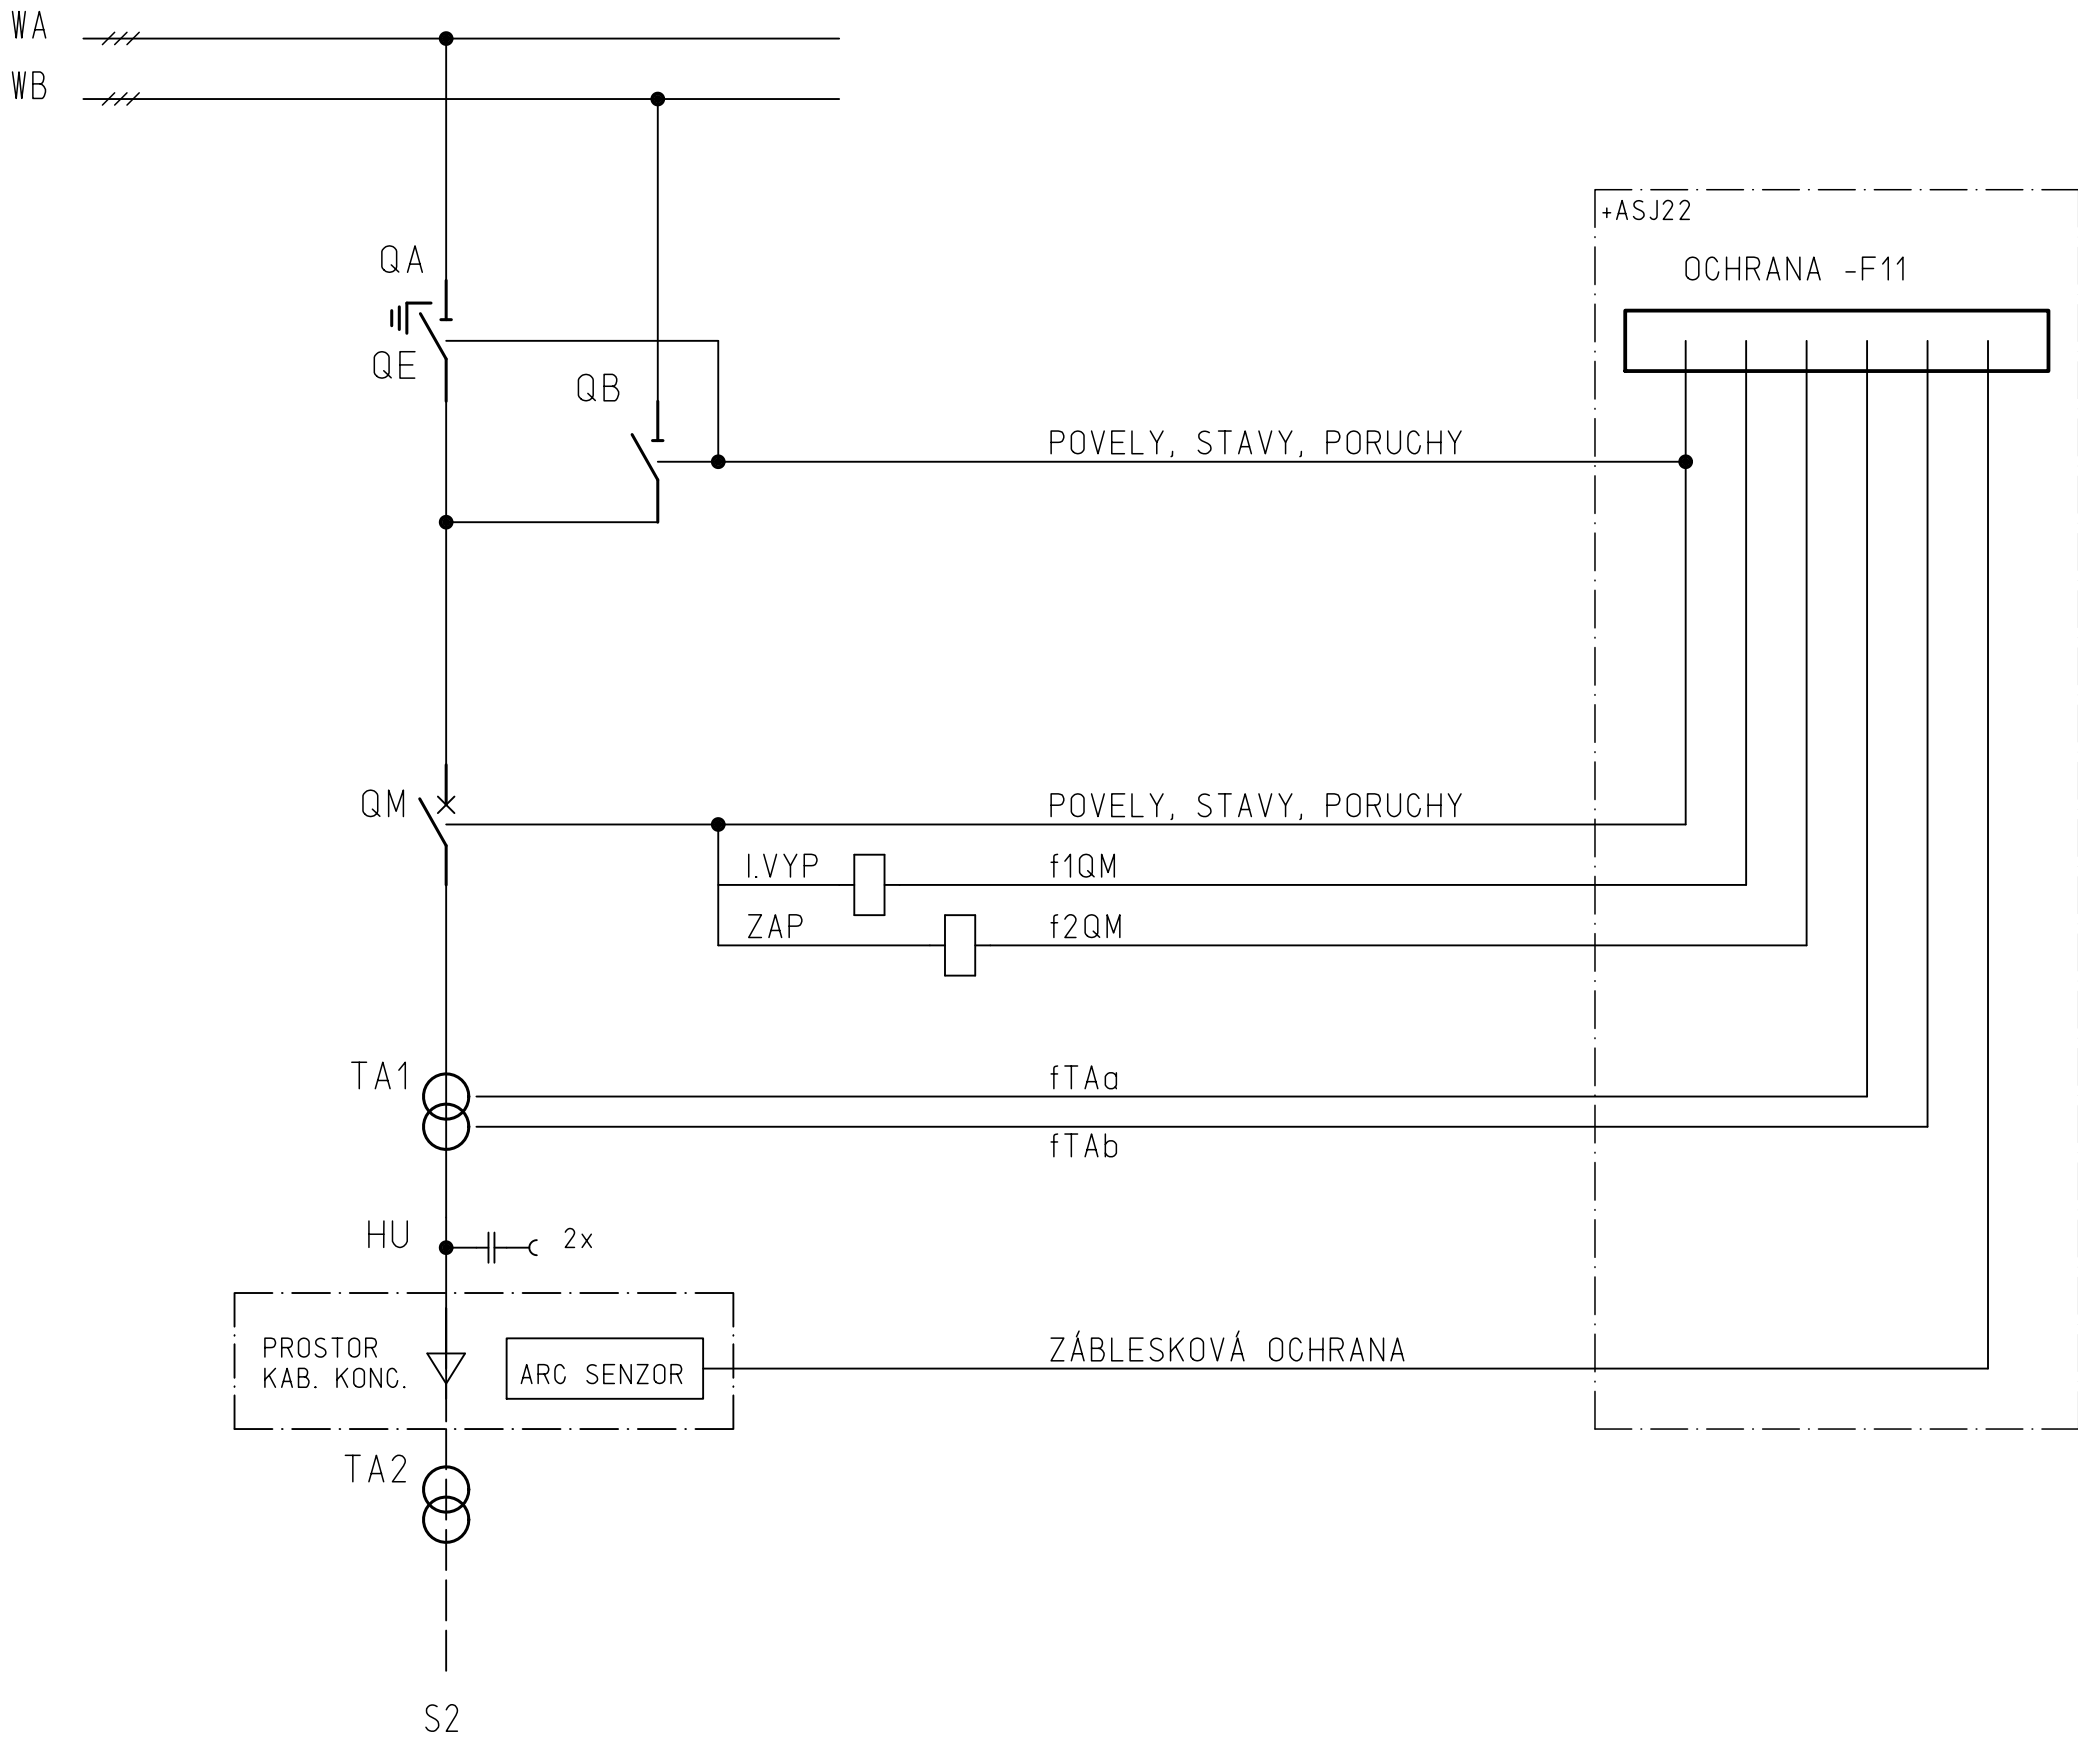 WA
WB
+ASJ22
OCHRANA -F11
QA
QE
QB
POVELY, STAVY, PORUCHY
QM
POVELY, STAVY, PORUCHY
I.VYP
f1QM
ZAP
f2QM
TA1
fTAa
fTAb
HU
2x
PROSTOR
KAB. KONC.
ARC SENZOR
ZÁBLESKOVÁ OCHRANA
TA2
S2